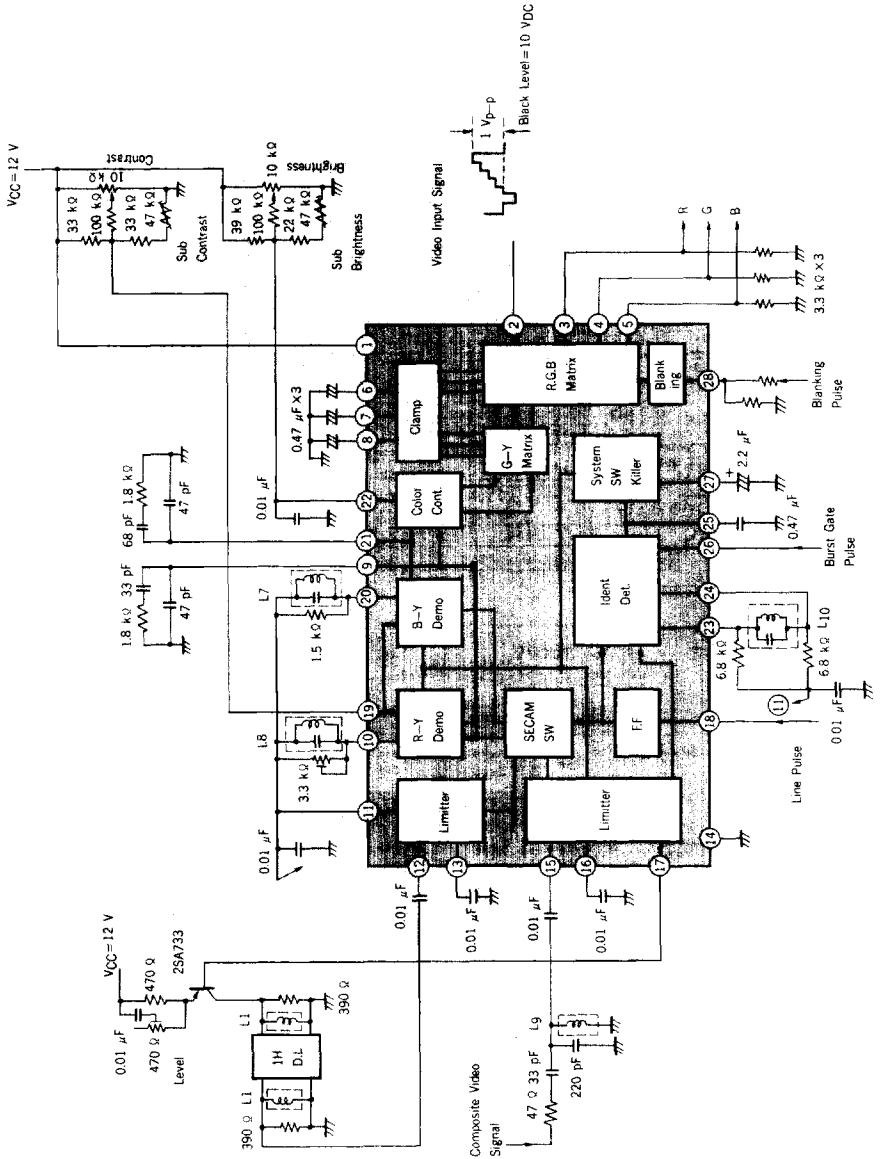 VCC=12 V
Contrast
10 kΩ
33 kΩ
100 kΩ
33 kΩ
47 kΩ
Sub
Contrast
Brightness
10 kΩ
39 kΩ
100 kΩ
22 kΩ
47 kΩ
Sub
Brightness
Video Input Signal
1 Vp-p
Black Level=10 VDC
R
G
B
3.3 kΩ×3
1
2
3
4
5
6
7
8
0.47 μF×3
Clamp
R.G.B
Matrix
Blank
ing
28
Blanking
Pulse
0.01 μF
22
Color
Cont.
G-Y
Matrix
System
SW
Killer
27
+
2.2 μF
25
0.47 μF
26
Burst Gate
Pulse
1.8 kΩ
68 pF
47 pF
21
33 pF
1.8 kΩ
47 pF
9
L7
20
1.5 kΩ
B-Y
Demo
Ident
Det.
24
23
L10
6.8 kΩ
6.8 kΩ
11
0.01 μF
19
L8
10
3.3 kΩ
R-Y
Demo
SECAM
SW
F.F
18
Line Pulse
11
0.01 μF
Limitter
Limitter
14
12
0.01 μF
13
0.01 μF
15
0.01 μF
16
0.01 μF
17
VCC=12 V
470 Ω
2SA733
0.01 μF
470 Ω
Level
L1
1H
D.L
390 Ω
L1
390 Ω
Composite Video
Signal
47 Ω
33 pF
L9
220 pF